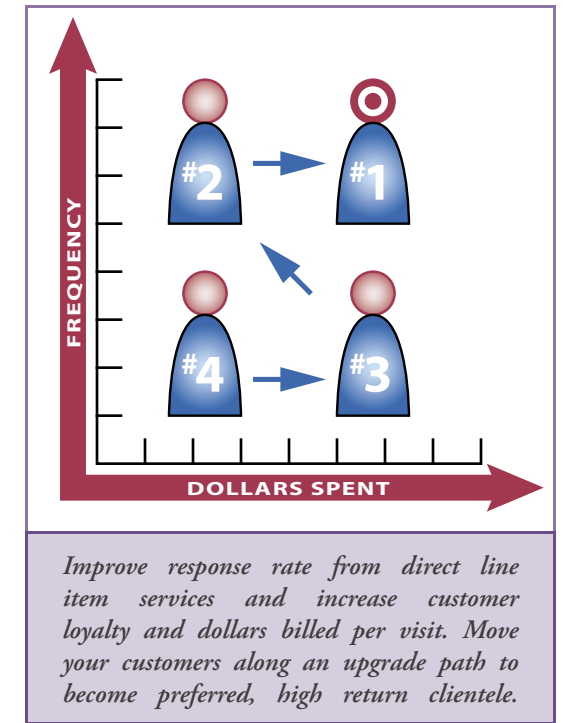 #2
#1
FREQUENCY
#4
#3
DOLLARS SPENT
Improve response rate from direct line
item services and increase customer
loyalty and dollars billed per visit. Move
your customers along an upgrade path to
become preferred, high return clientele.